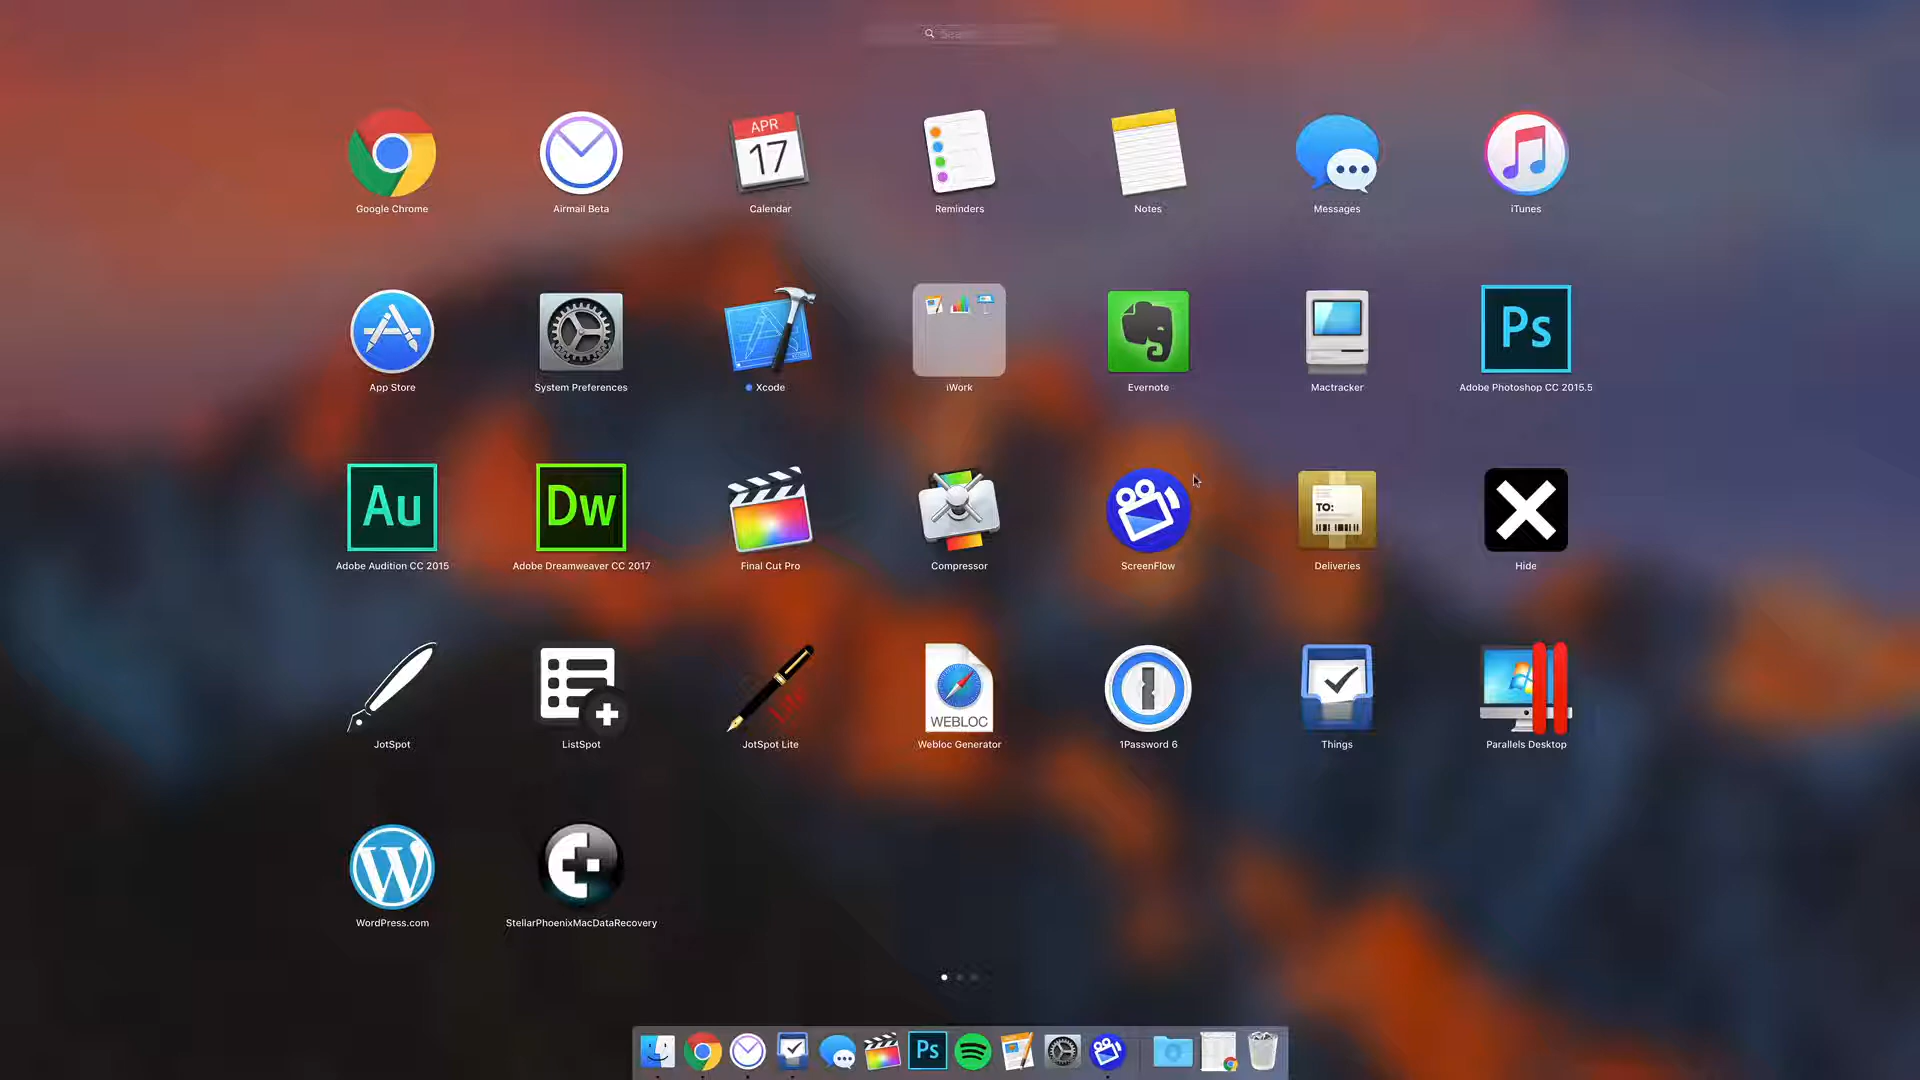 Search
Google Chrome
Airmail Beta
APR
17
Calendar
Reminders
Notes
Messages
iTunes
App Store
System Preferences
Xcode
iWork
Evernote
Mactracker
Ps
Adobe Photoshop CC 2015.5
Au
Adobe Audition CC 2015
Dw
Adobe Dreamweaver CC 2017
Final Cut Pro
Compressor
ScreenFlow
TO:
Deliveries
Hide
JotSpot
ListSpot
Lite
JotSpot Lite
WEBLOC
Webloc Generator
1Password 6
Things
Parallels Desktop
WordPress.com
StellarPhoenixMacDataRecovery
Ps